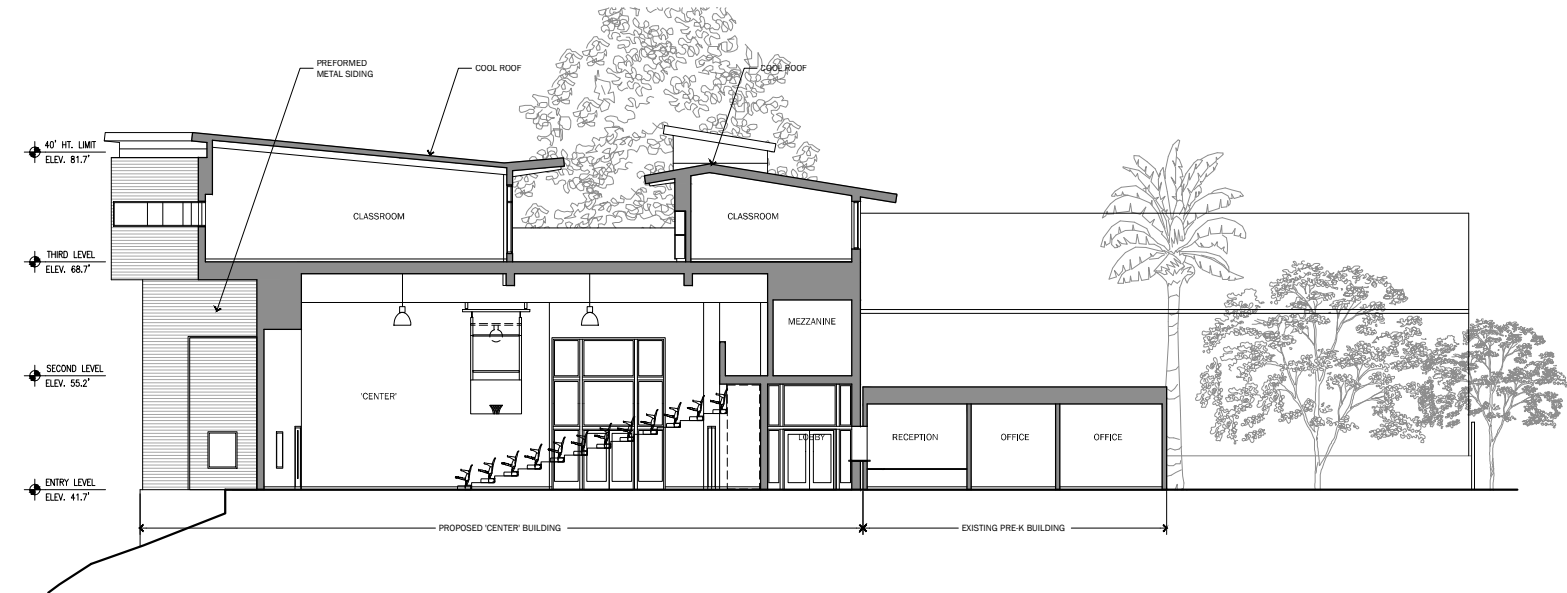 PREFORMED
METAL SIDING
COOL ROOF
COOL ROOF
40' HT. LIMIT
ELEV. 81.7'
CLASSROOM
CLASSROOM
THIRD LEVEL
ELEV. 68.7'
MEZZANINE
SECOND LEVEL
ELEV. 55.2'
'CENTER'
LOBBY
RECEPTION
OFFICE
OFFICE
ENTRY LEVEL
ELEV. 41.7'
PROPOSED 'CENTER' BUILDING
EXISTING PRE-K BUILDING